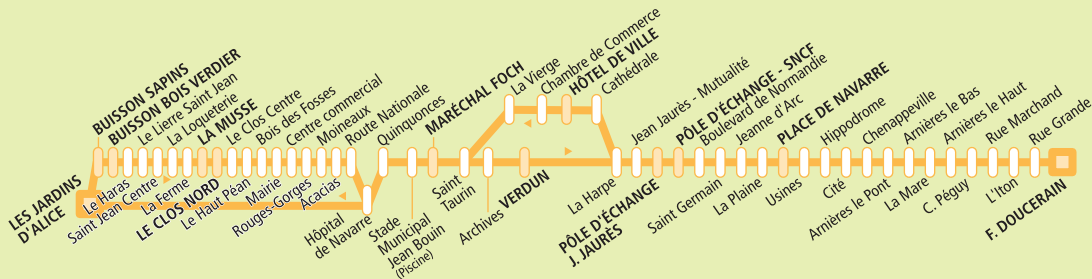 LES JARDINS
D'ALICE
BUISSON SAPINS
BUISSON BOIS VERDIER
Le Haras
Le Lierre Saint Jean
Saint Jean Centre
La Loqueterie
La Ferme
LA MUSSE
LE CLOS NORD
Le Clos Centre
Le Haut Péan
Bois des Fosses
Mairie
Centre commercial
Rouges-Gorges
Moineaux
Acacias
Route Nationale
Hôpital
de Navarre
Quinquonces
Stade
Municipal
Jean Bouin
(Piscine)
MARÉCHAL FOCH
Saint
Taurin
La Vierge
Chambre de Commerce
HÔTEL DE VILLE
Cathédrale
Archives
VERDUN
La Harpe
Jean Jaurès - Mutualité
PÔLE D'ÉCHANGE
J. JAURÈS
PÔLE D'ÉCHANGE - SNCF
Boulevard de Normandie
Saint Germain
Jeanne d'Arc
La Plaine
PLACE DE NAVARRE
Usines
Hippodrome
Cité
Chenappeville
Arnières le Pont
Arnières le Bas
La Mare
Arnières le Haut
C. Péguy
Rue Marchand
L'Iton
Rue Grande
F. DOUCERAIN